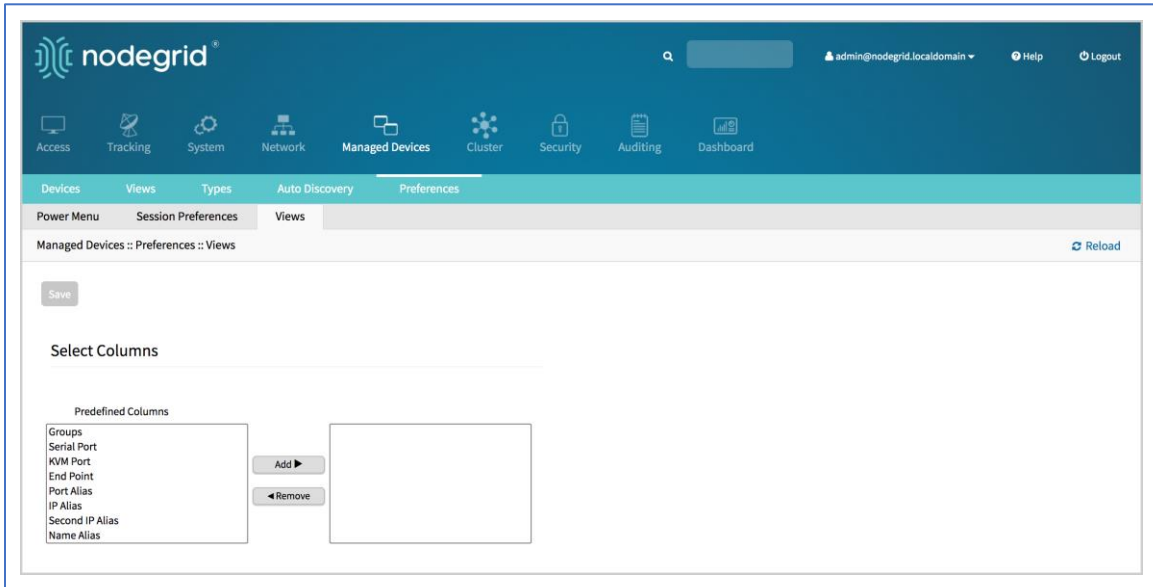 nodegrid®
admin@nodegrid.localdomain Help Logout
Access Tracking System Network Managed Devices Cluster Security Auditing Dashboard
Devices Views Types Auto Discovery Preferences
Power Menu Session Preferences Views
Managed Devices :: Preferences :: Views Reload
Save
Select Columns
Predefined Columns
Groups
Serial Port
KVM Port
End Point
Port Alias
IP Alias
Second IP Alias
Name Alias
Add
Remove